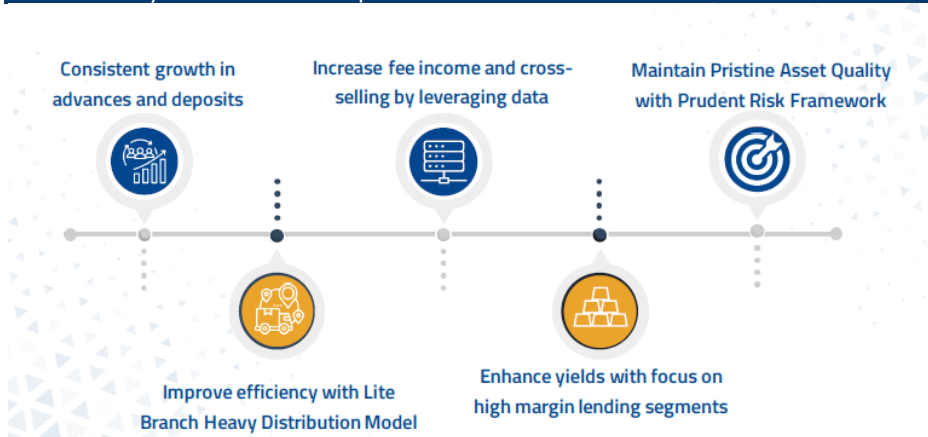 Consistent growth in
advances and deposits
Increase fee income and cross-
selling by leveraging data
Maintain Pristine Asset Quality
with Prudent Risk Framework
Improve efficiency with Lite
Branch Heavy Distribution Model
Enhance yields with focus on
high margin lending segments